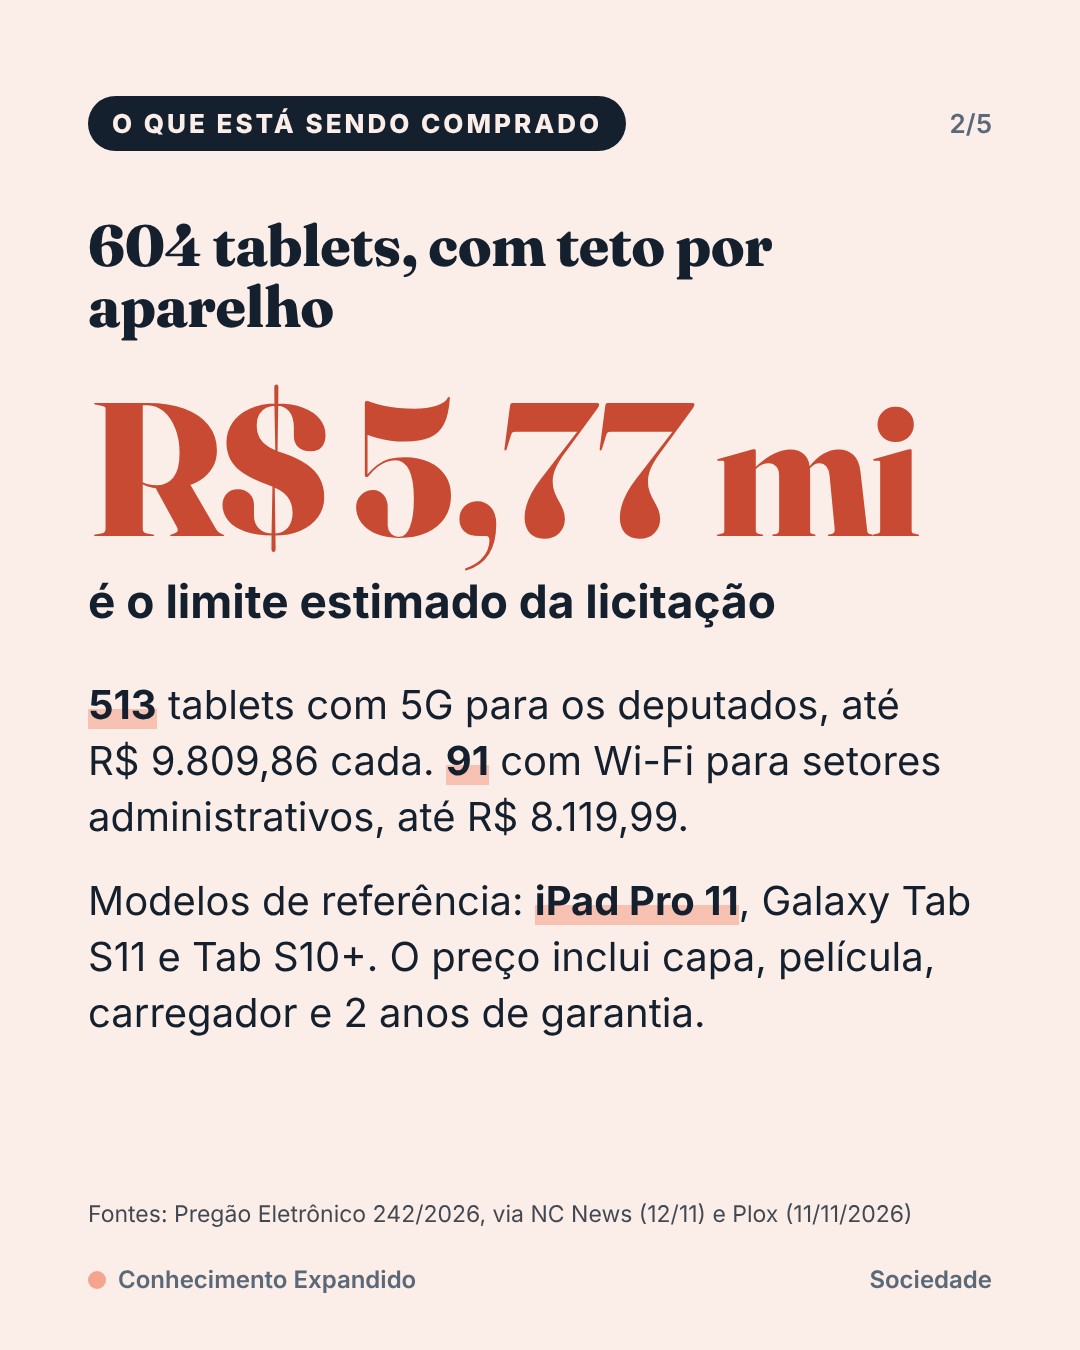 O QUE ESTÁ SENDO COMPRADO
2/5
604 tablets, com teto por
aparelho
R$ 5,77 mi
é o limite estimado da licitação
513 tablets com 5G para os deputados, até
R$ 9.809,86 cada. 91 com Wi-Fi para setores
administrativos, até R$ 8.119,99.
Modelos de referência: iPad Pro 11, Galaxy Tab
S11 e Tab S10+. O preço inclui capa, película,
carregador e 2 anos de garantia.
Fontes: Pregão Eletrônico 242/2026, via NC News (12/11) e Plox (11/11/2026)
Conhecimento Expandido
Sociedade